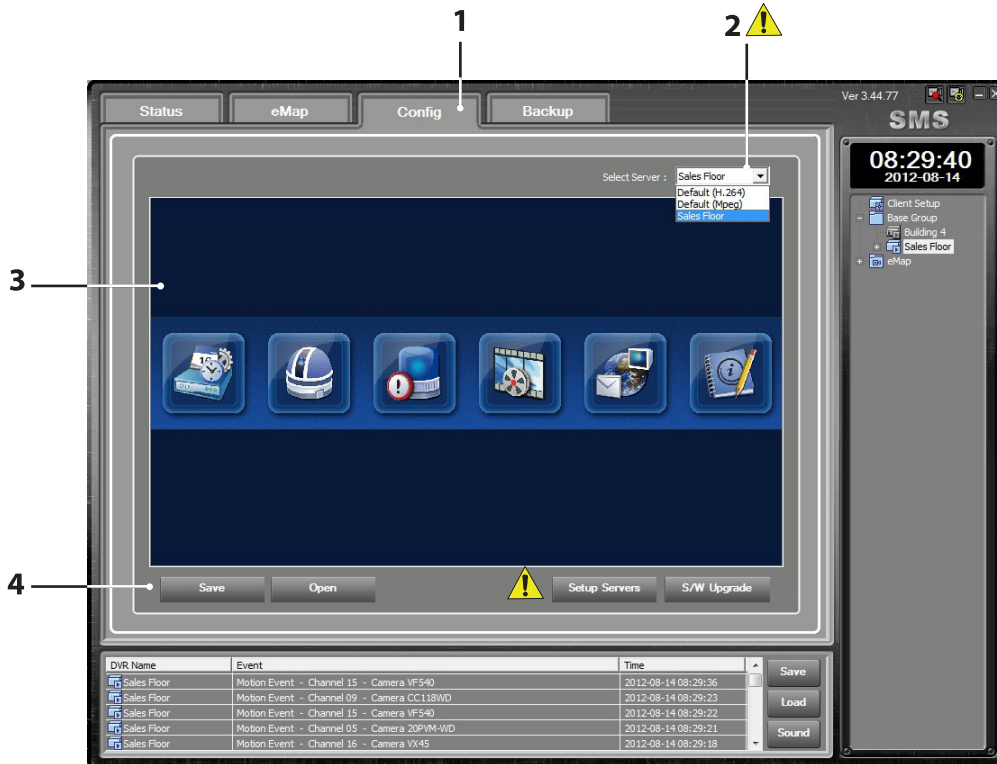 1
2
Status eMap Config Backup
Ver 3.44.77
SMS
08:29:40
2012-08-14
Select Server : Sales Floor
Default (H.264)
Default (Mpeg)
Sales Floor
Client Setup
Base Group
Building 4
Sales Floor
eMap
3
16
4
Save Open Setup Servers S/W Upgrade
DVR Name Event Time
Sales Floor Motion Event - Channel 15 - Camera VF540 2012-08-14 08:29:36
Sales Floor Motion Event - Channel 09 - Camera CC118WD 2012-08-14 08:29:23
Sales Floor Motion Event - Channel 15 - Camera VF540 2012-08-14 08:29:22
Sales Floor Motion Event - Channel 05 - Camera 20PVM-WD 2012-08-14 08:29:21
Sales Floor Motion Event - Channel 16 - Camera VX45 2012-08-14 08:29:18
Save
Load
Sound